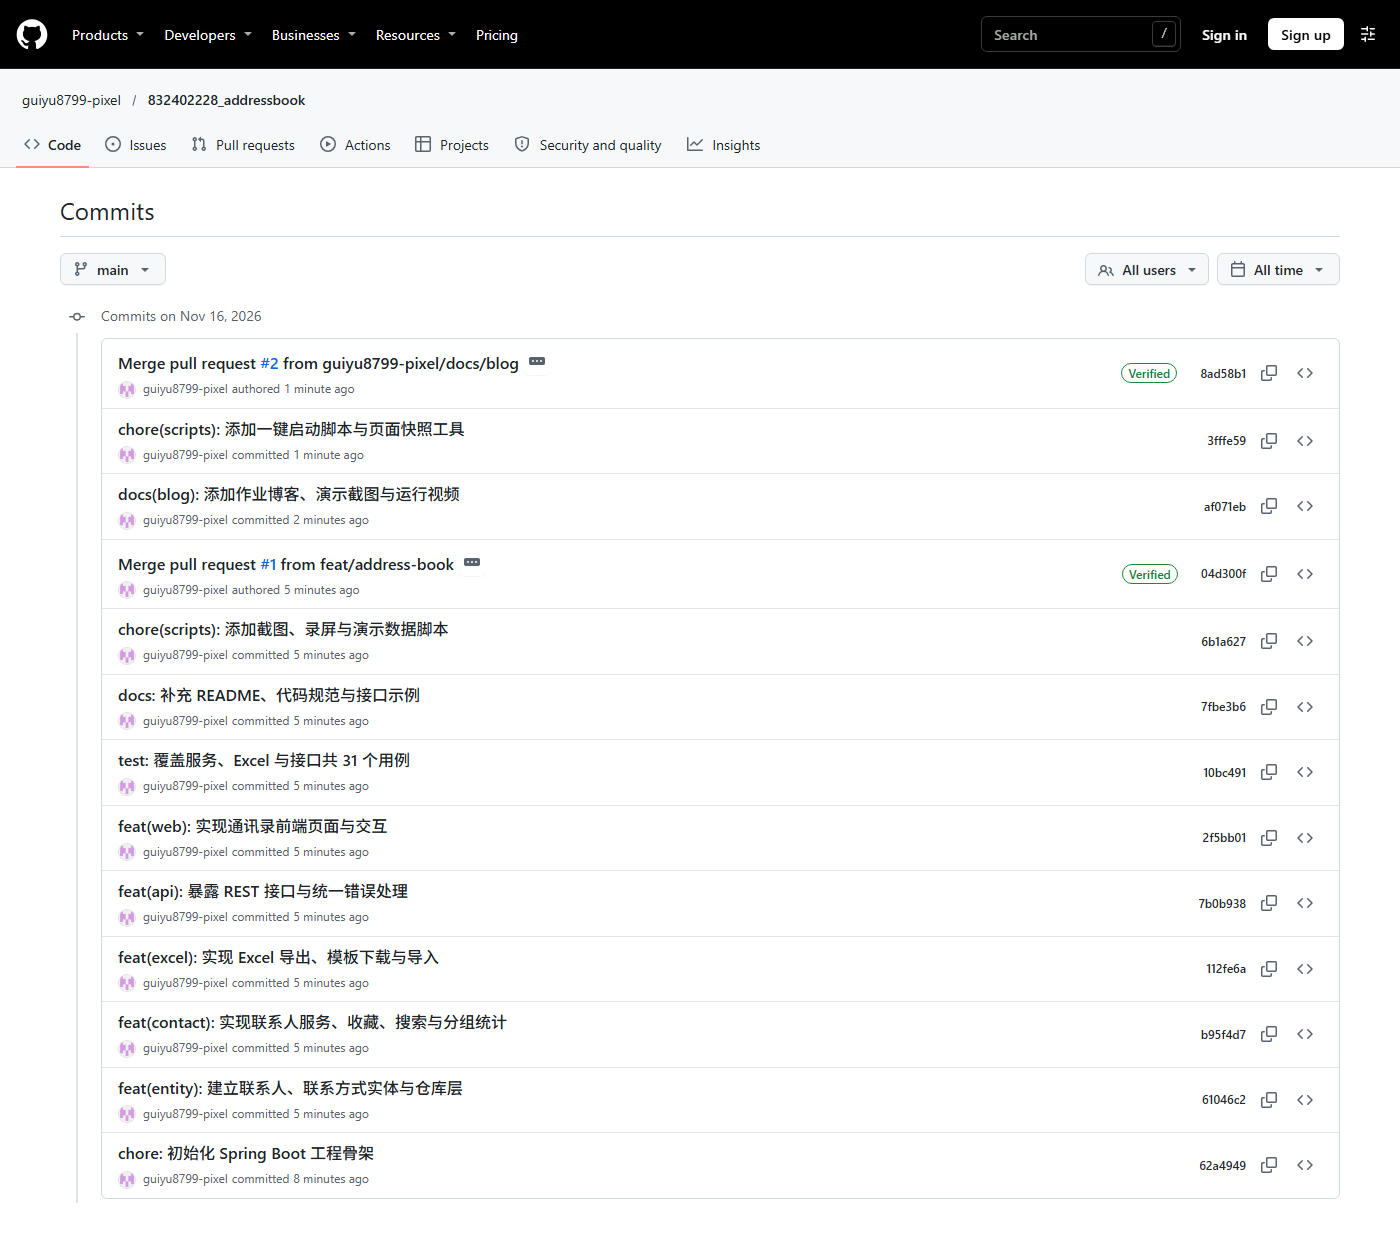 Products Developers Businesses Resources Pricing Search / Sign in Sign up
guiyu8799-pixel / 832402228_addressbook
Code Issues Pull requests Actions Projects Security and quality Insights
Commits
main All users All time
Commits on Nov 16, 2026
Merge pull request #2 from guiyu8799-pixel/docs/blog
guiyu8799-pixel authored 1 minute ago
Verified 8ad58b1
chore(scripts): 添加一键启动脚本与页面快照工具
guiyu8799-pixel committed 1 minute ago
3fffe59
docs(blog): 添加作业博客、演示截图与运行视频
guiyu8799-pixel committed 2 minutes ago
af071eb
Merge pull request #1 from feat/address-book
guiyu8799-pixel authored 5 minutes ago
Verified 04d300f
chore(scripts): 添加截图、录屏与演示数据脚本
guiyu8799-pixel committed 5 minutes ago
6b1a627
docs: 补充 README、代码规范与接口示例
guiyu8799-pixel committed 5 minutes ago
7fbe3b6
test: 覆盖服务、Excel 与接口共 31 个用例
guiyu8799-pixel committed 5 minutes ago
10bc491
feat(web): 实现通讯录前端页面与交互
guiyu8799-pixel committed 5 minutes ago
2f5bb01
feat(api): 暴露 REST 接口与统一错误处理
guiyu8799-pixel committed 5 minutes ago
7b0b938
feat(excel): 实现 Excel 导出、模板下载与导入
guiyu8799-pixel committed 5 minutes ago
112fe6a
feat(contact): 实现联系人服务、收藏、搜索与分组统计
guiyu8799-pixel committed 5 minutes ago
b95f4d7
feat(entity): 建立联系人、联系方式实体与仓库层
guiyu8799-pixel committed 5 minutes ago
61046c2
chore: 初始化 Spring Boot 工程骨架
guiyu8799-pixel committed 8 minutes ago
62a4949